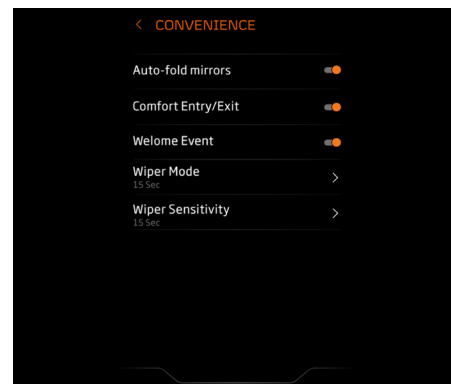 CONVENIENCE
Auto-fold mirrors
Comfort Entry/Exit
Welome Event
Wiper Mode
15 Sec
Wiper Sensitivity
15 Sec